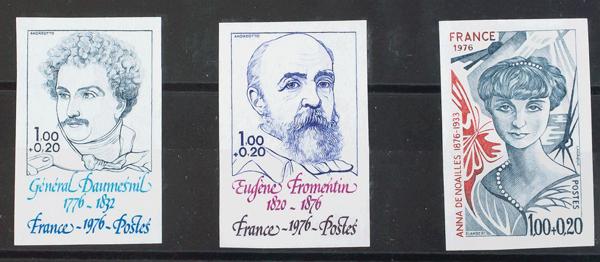 ANDREOTTO
1.00
+0.20
Général Daumesnil
1776-1832
France-1976-Postes
ANDREOTTO
1.00
+0.20
Eugène Fromentin
1820-1876
France-1976-Postes
FRANCE
1976
ANNA DE NOAILLES 1876-1933
POSTES
1.00+0.20